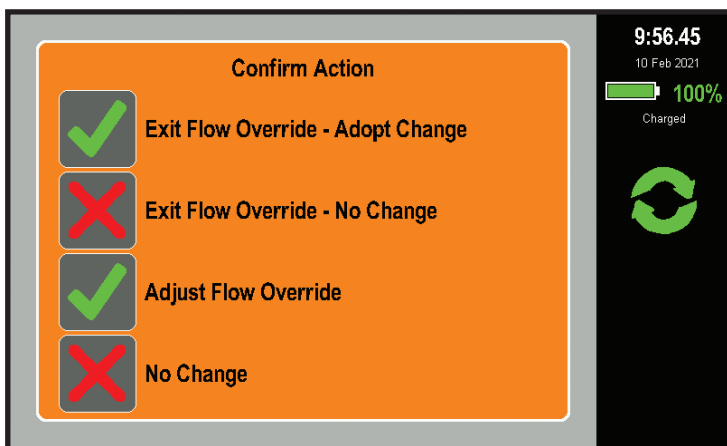 Confirm Action
Exit Flow Override - Adopt Change
Exit Flow Override - No Change
Adjust Flow Override
No Change
9:56.45
10 Feb 2021
100%
Charged